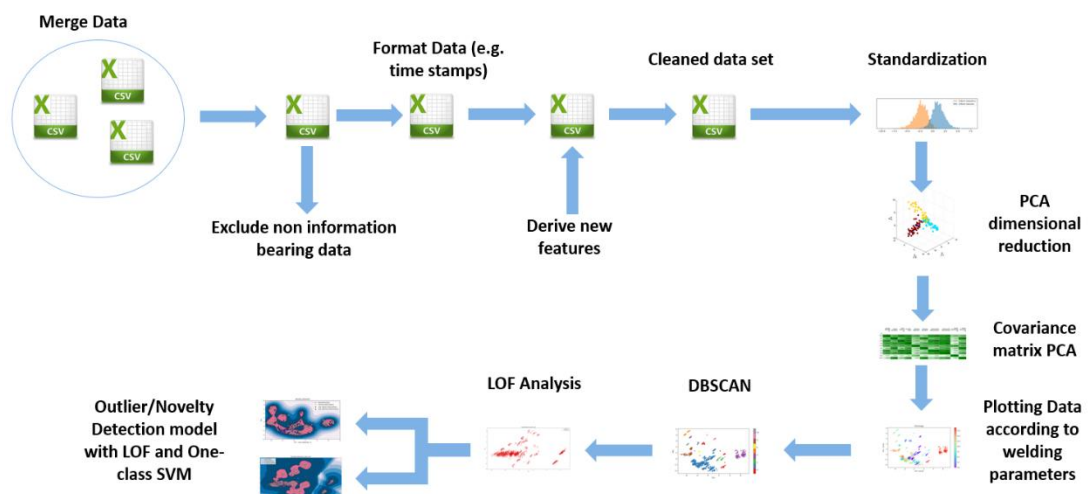 Merge Data
Format Data (e.g.
time stamps)
Cleaned data set
Standardization
X
CSV
X
CSV
X
CSV
X
CSV
X
CSV
X
CSV
X
CSV
Exclude non information
bearing data
Derive new
features
PCA
dimensional
reduction
Covariance
matrix PCA
Plotting Data
according to
welding
parameters
DBSCAN
LOF Analysis
Outlier/Novelty
Detection model
with LOF and One-
class SVM